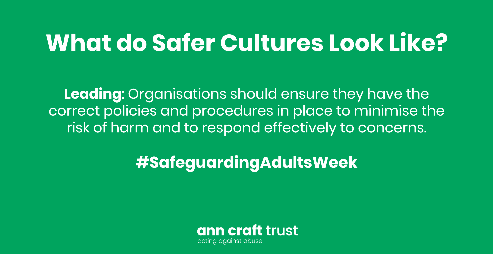 What do Safer Cultures Look Like?
Leading: Organisations should ensure they have the
correct policies and procedures in place to minimise the
risk of harm and to respond effectively to concerns.
#SafeguardingAdultsWeek
ann craft trust
acting against abuse